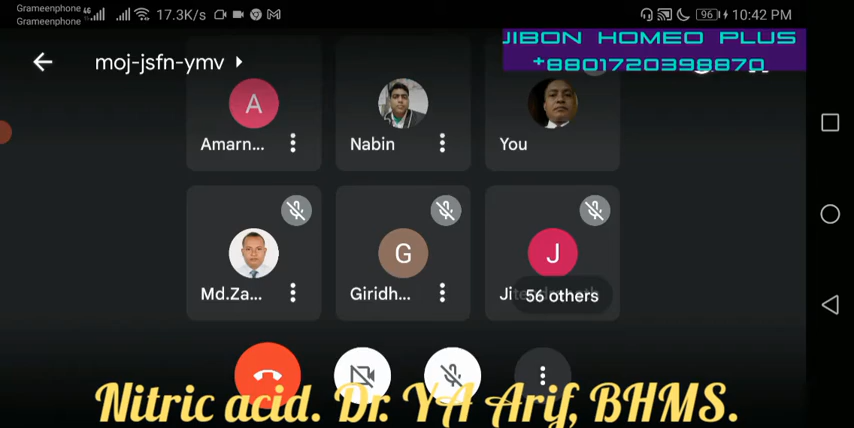 Grameenphone
Grameenphone
17.3K/s
96
10:42 PM
JIBON HOMEO PLUS
+8801720398870
moj-jsfn-ymv
A
Amarn...
Nabin
You
Md.Za...
G
Giridh...
J
56 others
Nitric acid. Dr. YA Arif, BHMS.